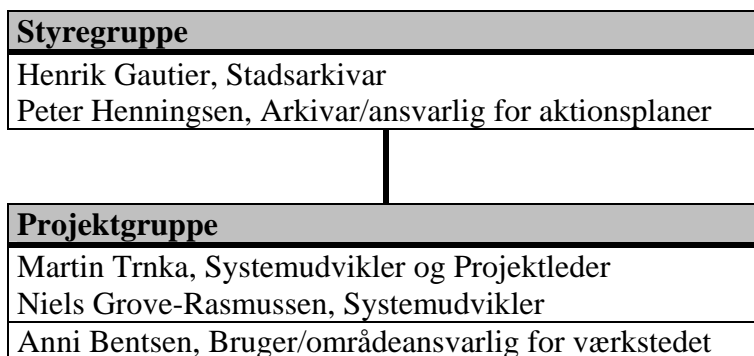 Styregruppe
Henrik Gautier, Stadsarkivar
Peter Henningsen, Arkivar/ansvarlig for aktionsplaner
Projektgruppe
Martin Trnka, Systemudvikler og Projektleder
Niels Grove-Rasmussen, Systemudvikler
Anni Bentsen, Bruger/områdeansvarlig for værkstedet